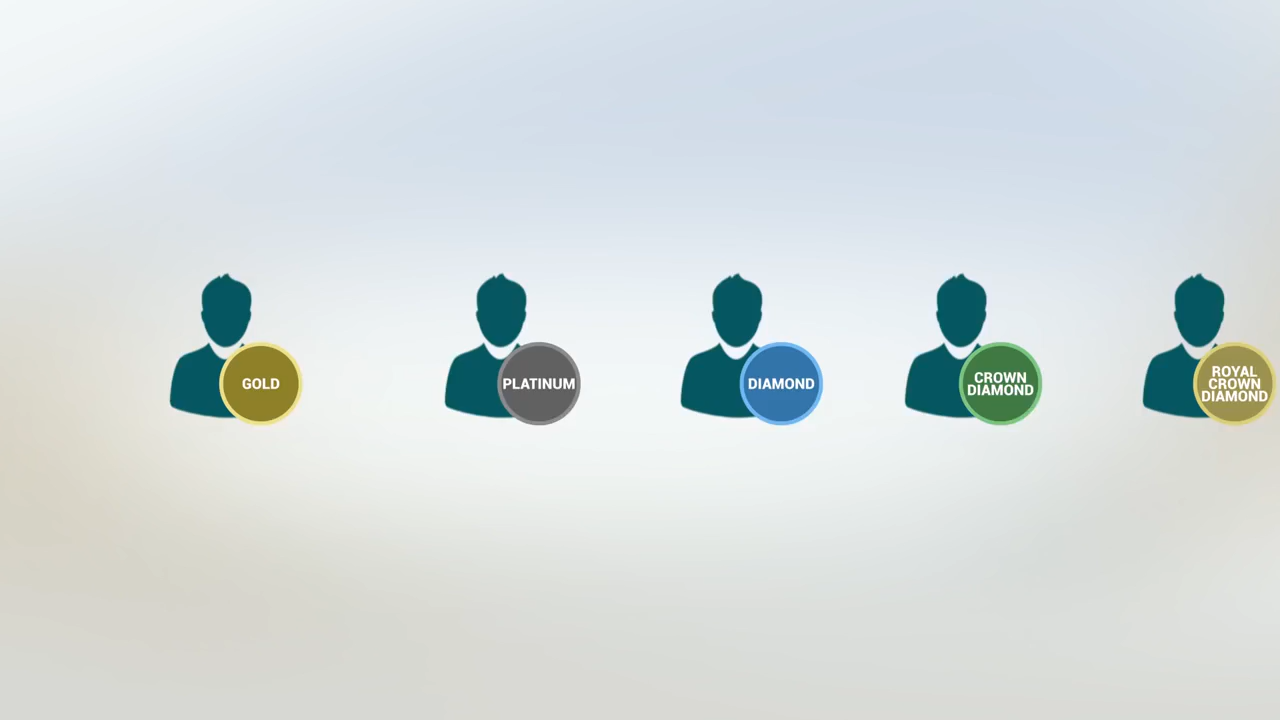 GOLD
PLATINUM
DIAMOND
CROWN
DIAMOND
ROYAL
CROWN
DIAMOND